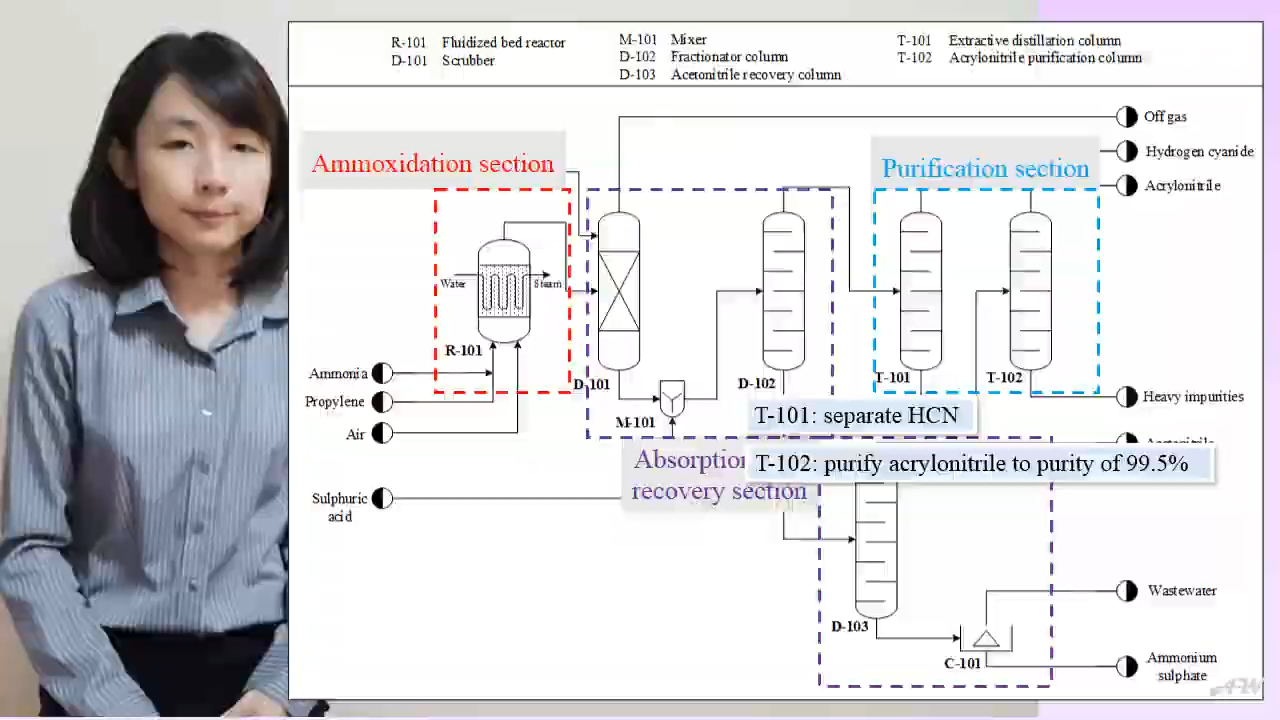 R-101 Fluidized bed reactor
D-101 Scrubber
M-101 Mixer
D-102 Fractionator column
D-103 Acetonitrile recovery column
T-101 Extractive distillation column
T-102 Acrylonitrile purification column
Off gas
Hydrogen cyanide
Acrylonitrile
Ammoxidation section
Purification section
Water
Steam
R-101
D-101
D-102
T-101
T-102
M-101
Ammonia
Propylene
Air
Heavy impurities
T-101: separate HCN
Absorption
recovery section
T-102: purify acrylonitrile to purity of 99.5%
Sulphuric
acid
Wastewater
D-103
C-101
Ammonium
sulphate